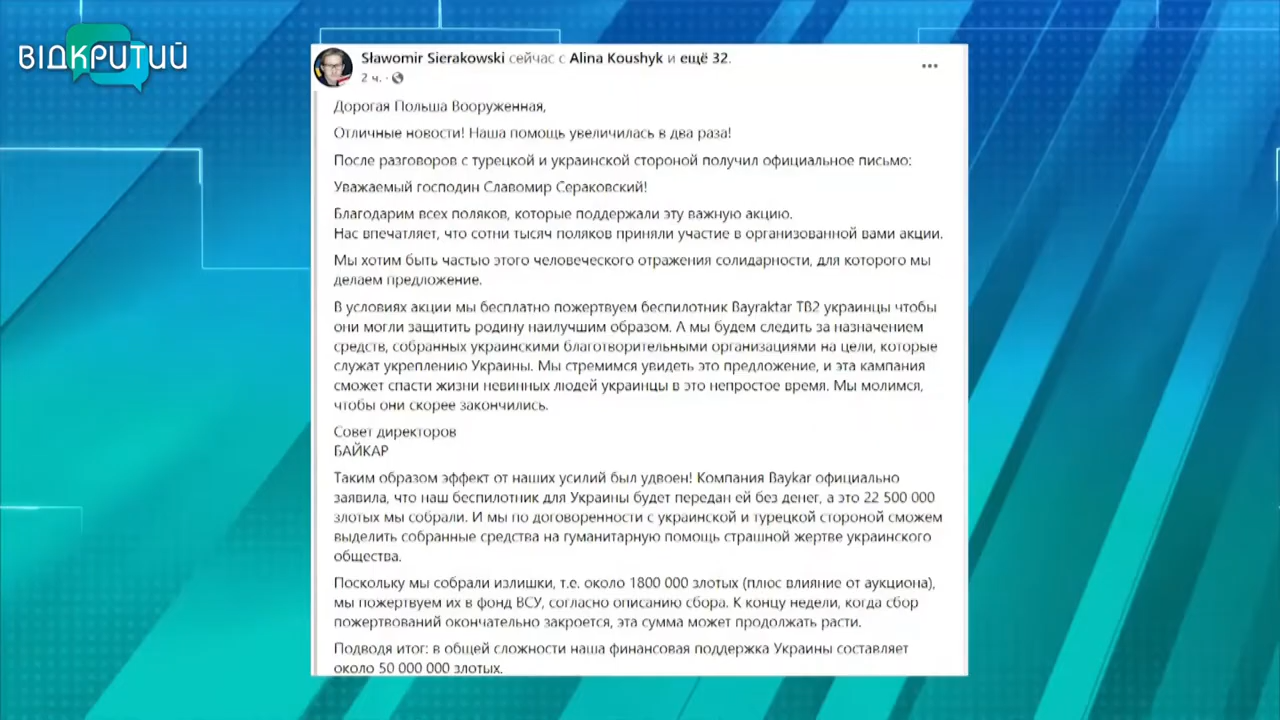 ВІДКРИТИЙ
Sławomir Sierakowski сейчас с Alina Koushyk и ещё 32.
2 ч. ·
Дорогая Польша Вооруженная,
Отличные новости! Наша помощь увеличилась в два раза!
После разговоров с турецкой и украинской стороной получил официальное письмо:
Уважаемый господин Славомир Сераковский!
Благодарим всех поляков, которые поддержали эту важную акцию.
Нас впечатляет, что сотни тысяч поляков приняли участие в организованной вами акции.
Мы хотим быть частью этого человеческого отражения солидарности, для которого мы
делаем предложение.
В условиях акции мы бесплатно пожертвуем беспилотник Bayraktar TB2 украинцы чтобы
они могли защитить родину наилучшим образом. А мы будем следить за назначением
средств, собранных украинскими благотворительными организациями на цели, которые
служат укреплению Украины. Мы стремимся увидеть это предложение, и эта кампания
сможет спасти жизни невинных людей украинцы в это непростое время. Мы молимся,
чтобы они скорее закончились.
Совет директоров
БАЙКАР
Таким образом эффект от наших усилий был удвоен! Компания Baykar официально
заявила, что наш беспилотник для Украины будет передан ей без денег, а это 22 500 000
злотых мы собрали. И мы по договоренности с украинской и турецкой стороной сможем
выделить собранные средства на гуманитарную помощь страшной жертве украинского
общества.
Поскольку мы собрали излишки, т.е. около 1800 000 злотых (плюс влияние от аукциона),
мы пожертвуем их в фонд ВСУ, согласно описанию сбора. К концу недели, когда сбор
пожертвований окончательно закроется, эта сумма может продолжать расти.
Подводя итог: в общей сложности наша финансовая поддержка Украины составляет
около 50 000 000 злотых.